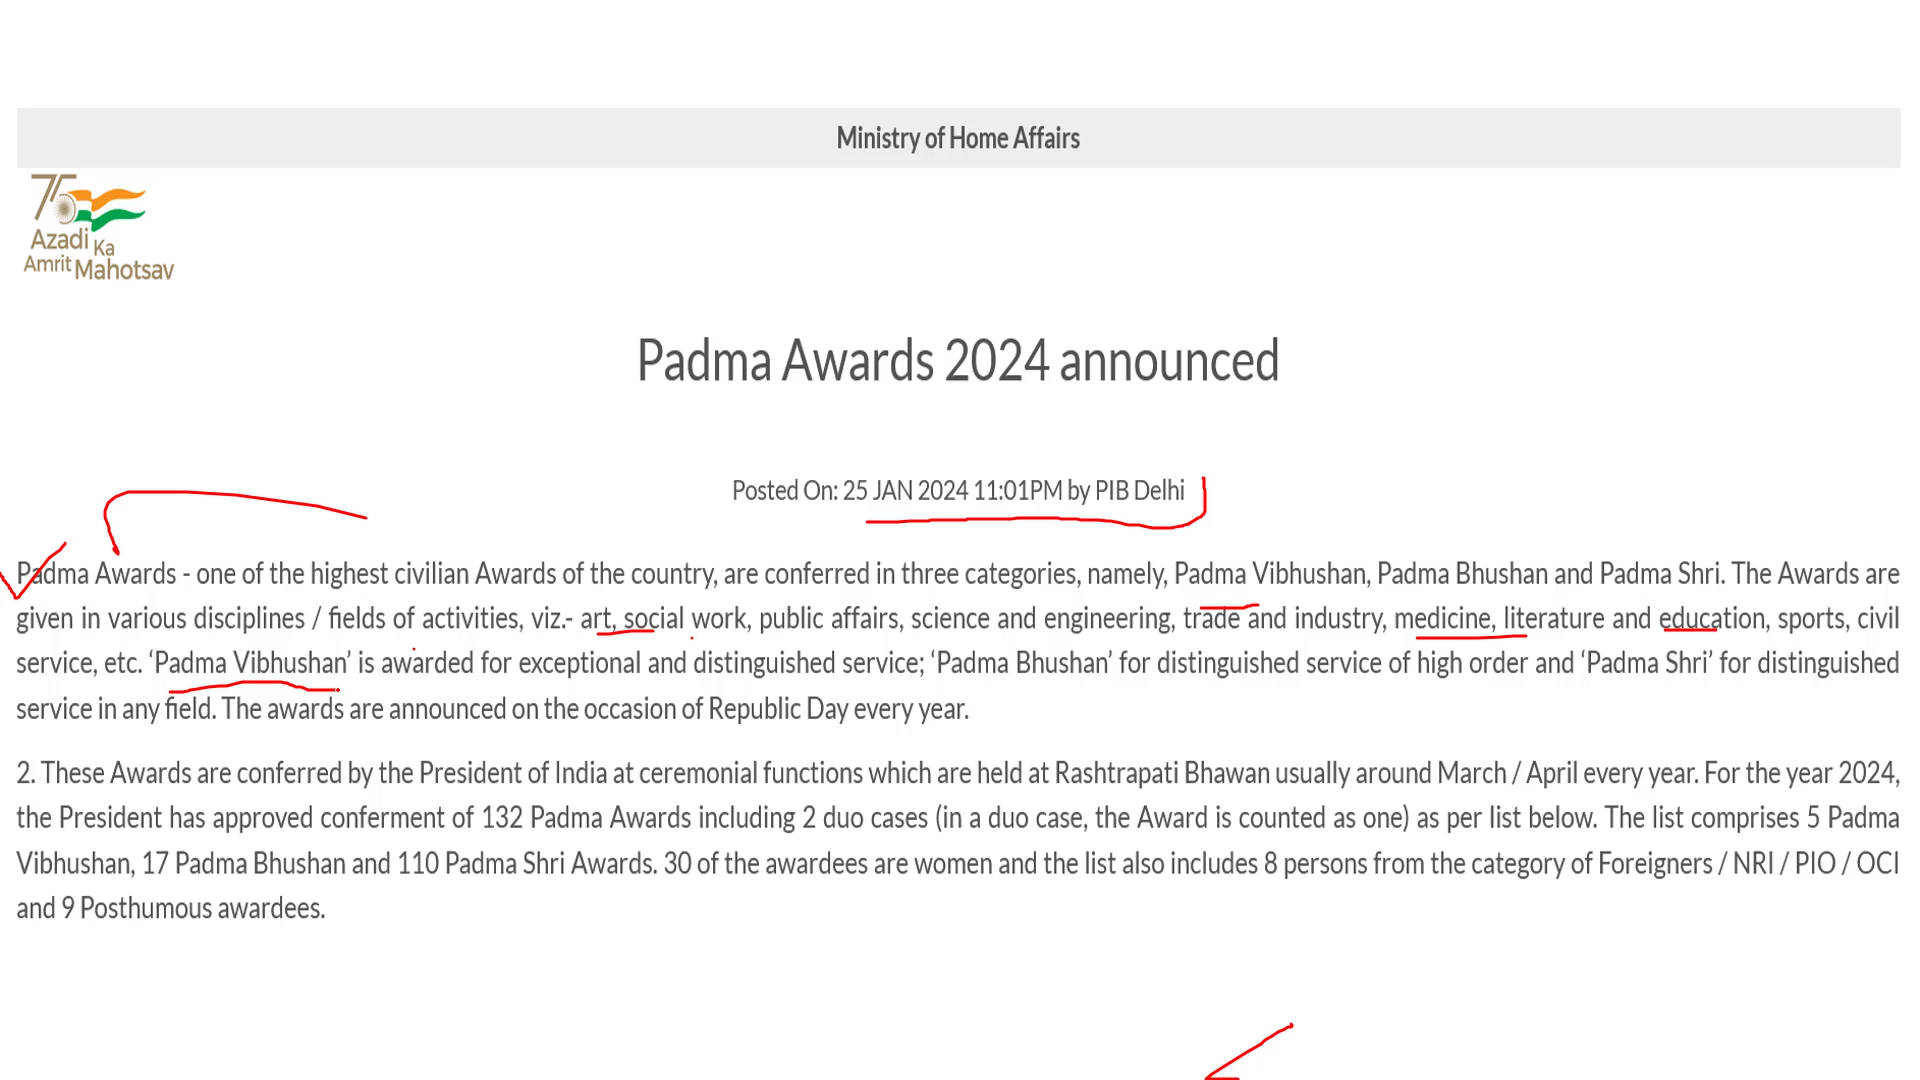 Ministry of Home Affairs
75
Azadi Ka
Amrit Mahotsav
Padma Awards 2024 announced
Posted On: 25 JAN 2024 11:01PM by PIB Delhi
Padma Awards - one of the highest civilian Awards of the country, are conferred in three categories, namely, Padma Vibhushan, Padma Bhushan and Padma Shri. The Awards are
given in various disciplines / fields of activities, viz.- art, social work, public affairs, science and engineering, trade and industry, medicine, literature and education, sports, civil
service, etc. ‘Padma Vibhushan’ is awarded for exceptional and distinguished service; ‘Padma Bhushan’ for distinguished service of high order and ‘Padma Shri’ for distinguished
service in any field. The awards are announced on the occasion of Republic Day every year.
2. These Awards are conferred by the President of India at ceremonial functions which are held at Rashtrapati Bhawan usually around March / April every year. For the year 2024,
the President has approved conferment of 132 Padma Awards including 2 duo cases (in a duo case, the Award is counted as one) as per list below. The list comprises 5 Padma
Vibhushan, 17 Padma Bhushan and 110 Padma Shri Awards. 30 of the awardees are women and the list also includes 8 persons from the category of Foreigners / NRI / PIO / OCI
and 9 Posthumous awardees.